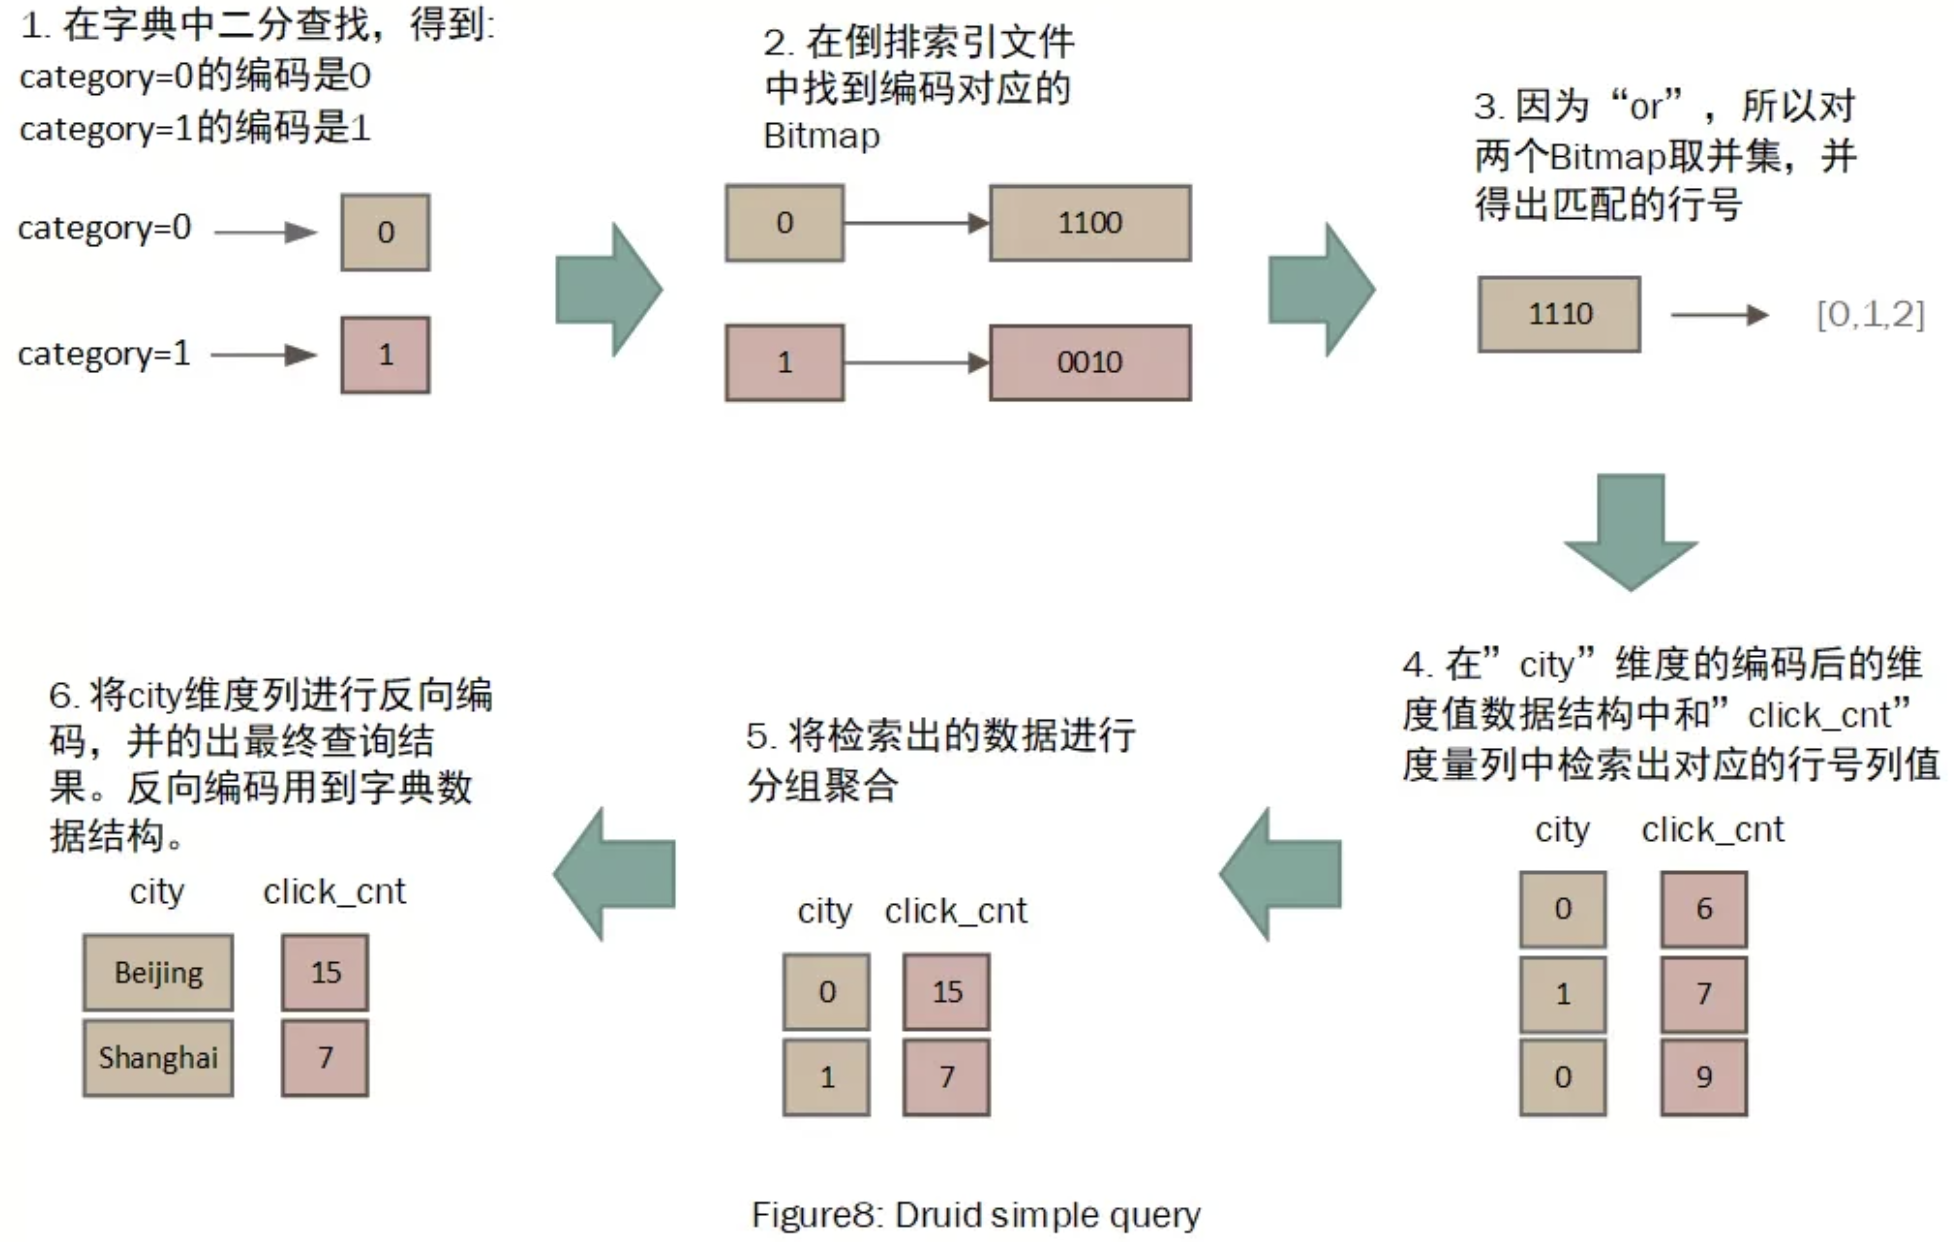 1. 在字典中二分查找，得到:
category=0的编码是0
category=1的编码是1
category=0
0
category=1
1
2. 在倒排索引文件
中找到编码对应的
Bitmap
0
1100
1
0010
3. 因为“or”，所以对
两个Bitmap取并集，并
得出匹配的行号
1110
[0,1,2]
4. 在”city”维度的编码后的维
度值数据结构中和”click_cnt”
度量列中检索出对应的行号列值
city click_cnt
0 6
1 7
0 9
5. 将检索出的数据进行
分组聚合
city click_cnt
0 15
1 7
6. 将city维度列进行反向编
码，并的出最终查询结
果。反向编码用到字典数
据结构。
city click_cnt
Beijing 15
Shanghai 7
Figure8: Druid simple query